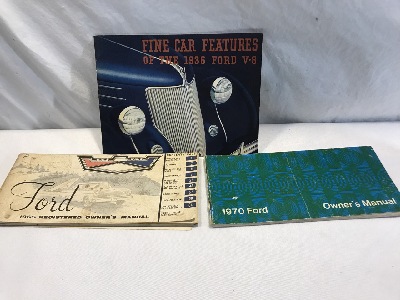 FINE CAR FEATURES
OF THE 1936 FORD V-8
Ford
REGISTERED OWNER'S MANUAL
1970 Ford
Owner's Manual